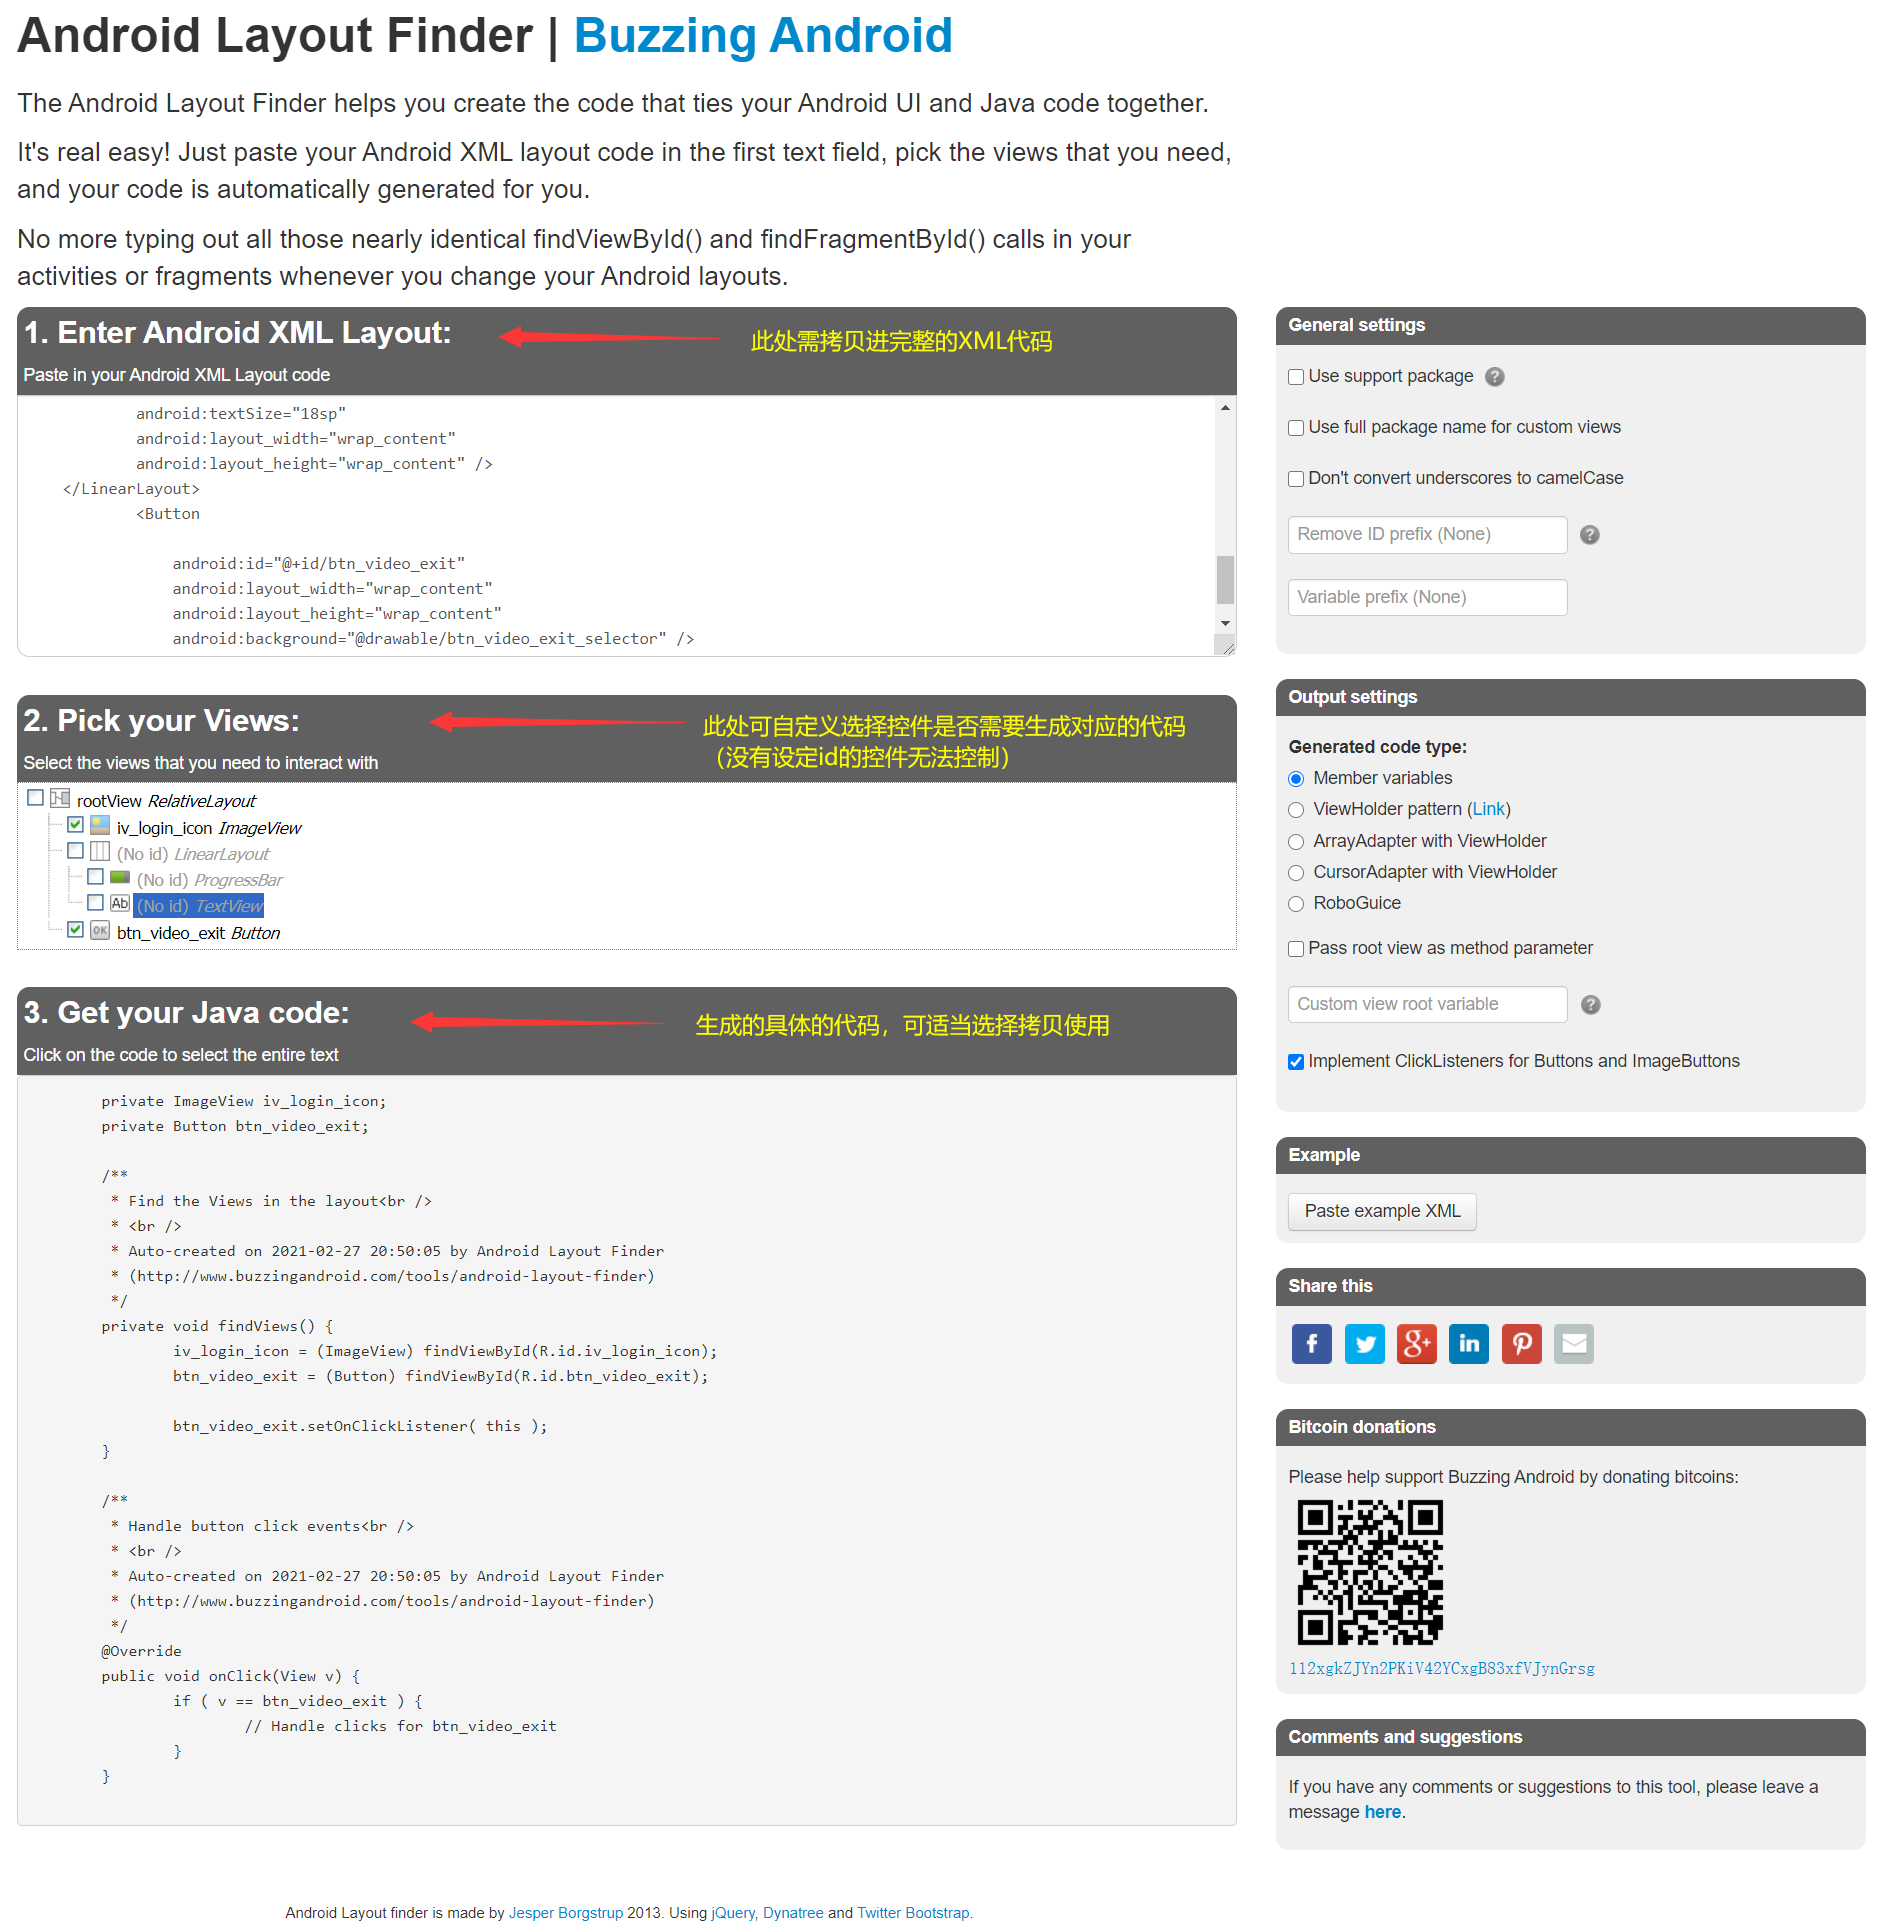 Android Layout Finder | Buzzing Android
The Android Layout Finder helps you create the code that ties your Android UI and Java code together.
It's real easy! Just paste your Android XML layout code in the first text field, pick the views that you need,
and your code is automatically generated for you.
No more typing out all those nearly identical findViewById() and findFragmentById() calls in your
activities or fragments whenever you change your Android layouts.
1. Enter Android XML Layout:
此处需拷贝进完整的XML代码
Paste in your Android XML Layout code
android:textSize="18sp"
android:layout_width="wrap_content"
android:layout_height="wrap_content" />
</LinearLayout>
<Button
android:id="@+id/btn_video_exit"
android:layout_width="wrap_content"
android:layout_height="wrap_content"
android:background="@drawable/btn_video_exit_selector" />
2. Pick your Views:
此处可自定义选择控件是否需要生成对应的代码
（没有设定id的控件无法控制）
Select the views that you need to interact with
rootView RelativeLayout
iv_login_icon ImageView
(No id) LinearLayout
(No id) ProgressBar
Ab (No id) TextView
OK btn_video_exit Button
3. Get your Java code:
生成的具体的代码，可适当选择拷贝使用
Click on the code to select the entire text
private ImageView iv_login_icon;
private Button btn_video_exit;
/**
* Find the Views in the layout<br />
* <br />
* Auto-created on 2021-02-27 20:50:05 by Android Layout Finder
* (http://www.buzzingandroid.com/tools/android-layout-finder)
*/
private void findViews() {
iv_login_icon = (ImageView) findViewById(R.id.iv_login_icon);
btn_video_exit = (Button) findViewById(R.id.btn_video_exit);
btn_video_exit.setOnClickListener( this );
}
/**
* Handle button click events<br />
* <br />
* Auto-created on 2021-02-27 20:50:05 by Android Layout Finder
* (http://www.buzzingandroid.com/tools/android-layout-finder)
*/
@Override
public void onClick(View v) {
if ( v == btn_video_exit ) {
// Handle clicks for btn_video_exit
}
}
General settings
Use support package ?
Use full package name for custom views
Don't convert underscores to camelCase
Remove ID prefix (None) ?
Variable prefix (None)
Output settings
Generated code type:
Member variables
ViewHolder pattern (Link)
ArrayAdapter with ViewHolder
CursorAdapter with ViewHolder
RoboGuice
Pass root view as method parameter
Custom view root variable ?
Implement ClickListeners for Buttons and ImageButtons
Example
Paste example XML
Share this
Bitcoin donations
Please help support Buzzing Android by donating bitcoins:
112xgkZJYn2PKiV42YCxgB83xfVJynGrsg
Comments and suggestions
If you have any comments or suggestions to this tool, please leave a
message here.
Android Layout finder is made by Jesper Borgstrup 2013. Using jQuery, Dynatree and Twitter Bootstrap.